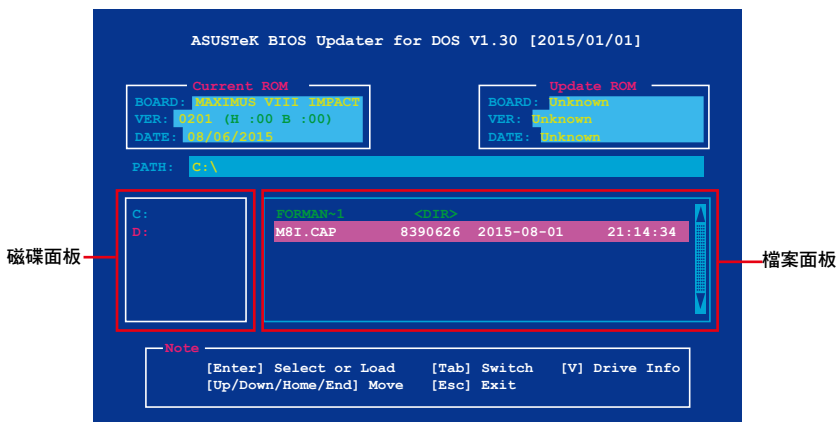 ASUSTeK BIOS Updater for DOS V1.30 [2015/01/01]
Current ROM
BOARD: MAXIMUS VIII IMPACT
VER: 0201 (H :00 B :00)
DATE: 08/06/2015
Update ROM
BOARD: Unknown
VER: Unknown
DATE: Unknown
PATH: C:\
磁碟面板
C:
D:
FORMAN~1 <DIR>
M8I.CAP 8390626 2015-08-01 21:14:34
檔案面板
Note
[Enter] Select or Load [Tab] Switch [V] Drive Info
[Up/Down/Home/End] Move [Esc] Exit